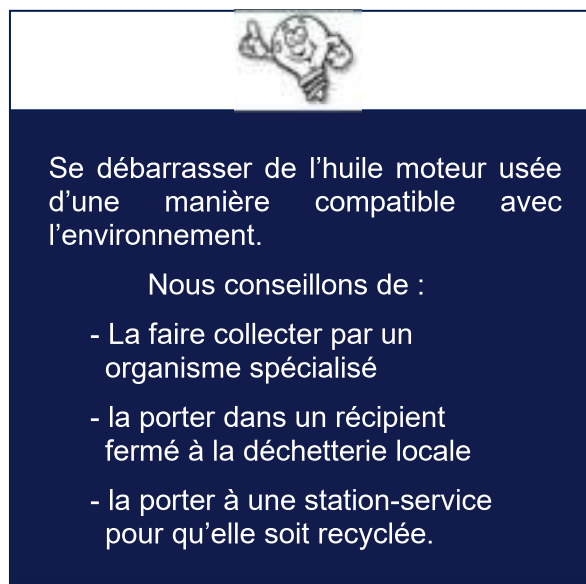 Se débarrasser de l’huile moteur usée
d’une manière compatible avec
l’environnement.
Nous conseillons de :
- La faire collecter par un
organisme spécialisé
- la porter dans un récipient
fermé à la déchetterie locale
- la porter à une station-service
pour qu’elle soit recyclée.